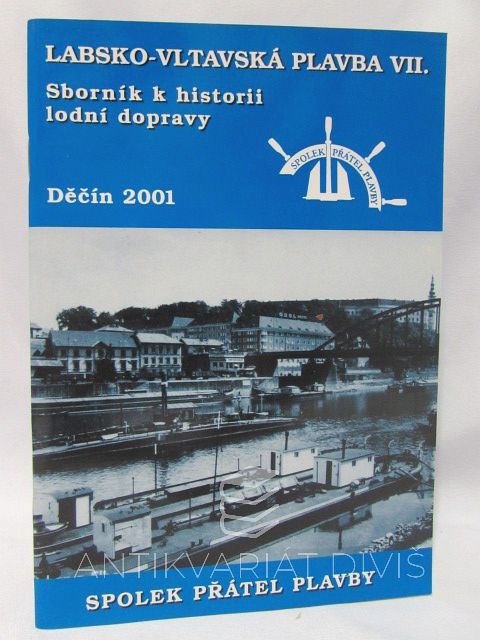 LABSKO-VLTAVSKÁ PLAVBA VII.
Sborník k historii
lodní dopravy
SPOLEK PŘÁTEL PLAVBY
Děčín 2001
ANTIKVARIÁT DIVIŠ
SPOLEK PŘÁTEL PLAVBY